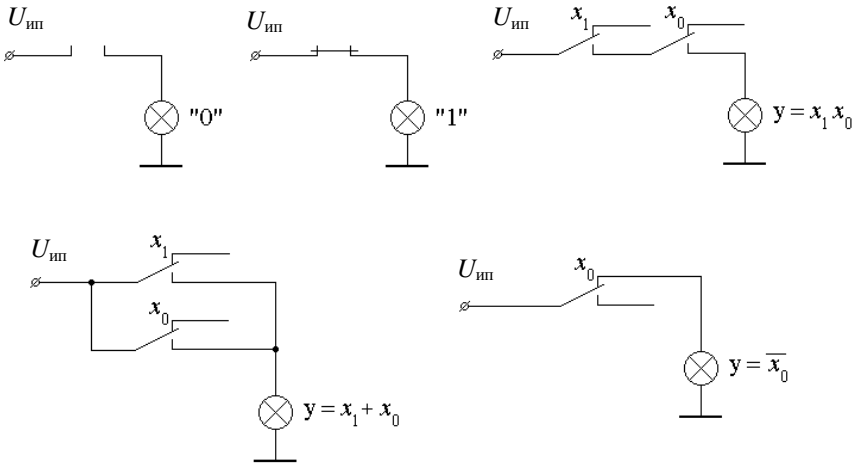 Uип
"0"
Uип
"1"
Uип
x₁
x₀
y = x₁ x₀
Uип
x₁
x₀
y = x₁ + x₀
Uип
x₀
y = x̅₀